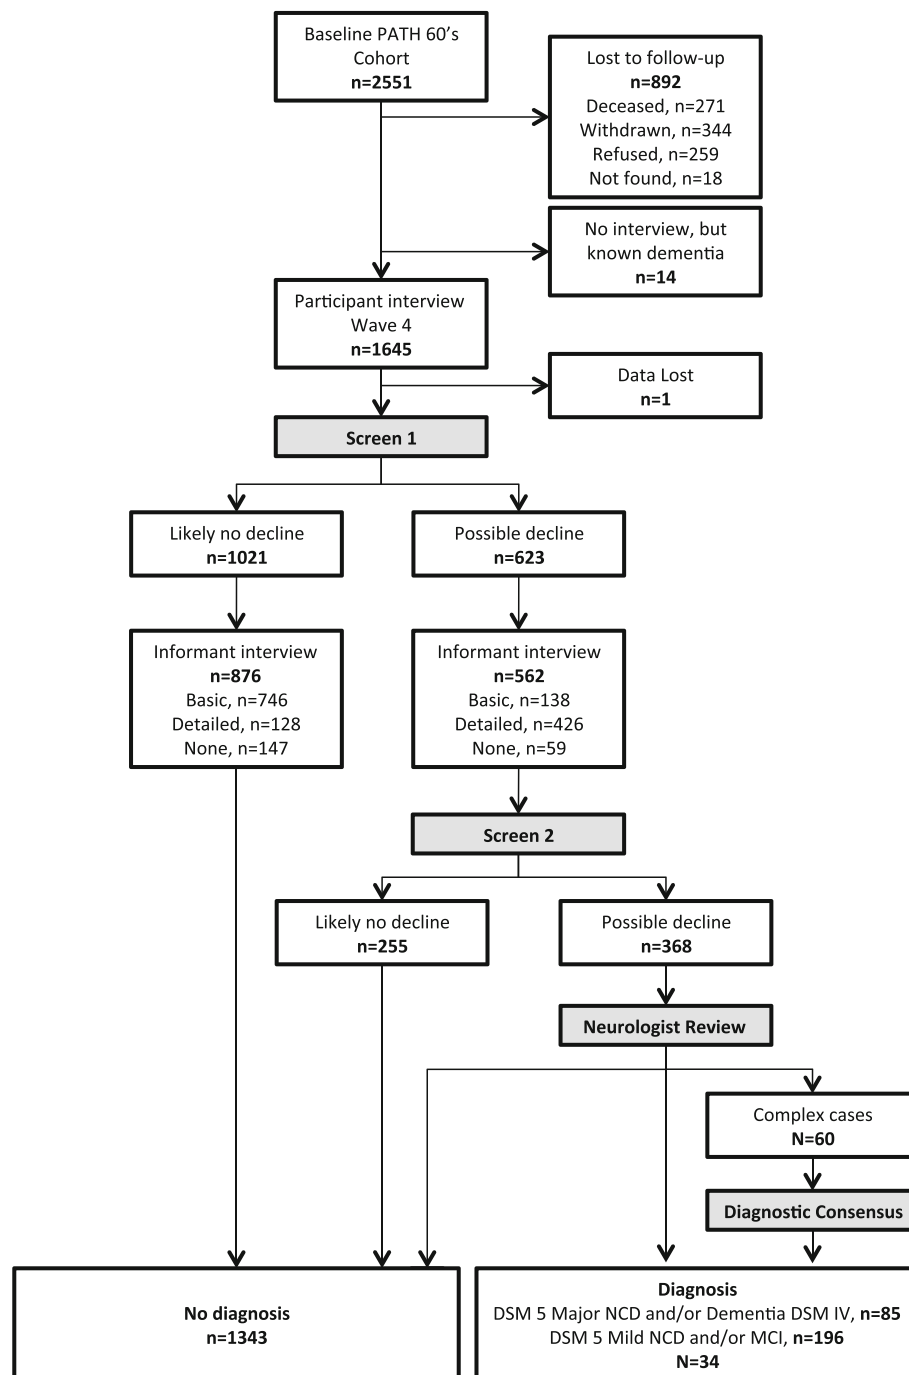 Baseline PATH 60's
Cohort
n=2551
Lost to follow-up
n=892
Deceased, n=271
Withdrawn, n=344
Refused, n=259
Not found, n=18
No interview, but
known dementia
n=14
Participant interview
Wave 4
n=1645
Data Lost
n=1
Screen 1
Likely no decline
n=1021
Possible decline
n=623
Informant interview
n=876
Basic, n=746
Detailed, n=128
None, n=147
Informant interview
n=562
Basic, n=138
Detailed, n=426
None, n=59
Screen 2
Likely no decline
n=255
Possible decline
n=368
Neurologist Review
Complex cases
N=60
Diagnostic Consensus
No diagnosis
n=1343
Diagnosis
DSM 5 Major NCD and/or Dementia DSM IV, n=85
DSM 5 Mild NCD and/or MCI, n=196
N=34